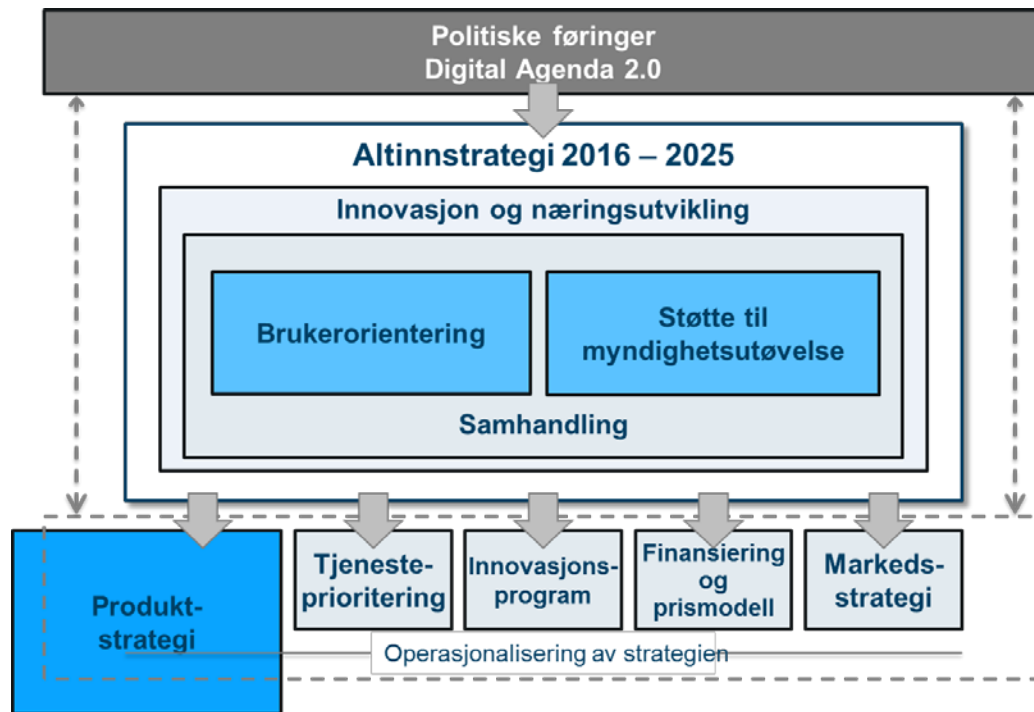 Politiske føringer
Digital Agenda 2.0
Altinnstrategi 2016 – 2025
Innovasjon og næringsutvikling
Brukerorientering
Støtte til
myndighetsutøvelse
Samhandling
Produkt-
strategi
Tjeneste-
prioritering
Innovasjons-
program
Finansiering
og
prismodell
Markeds-
strategi
Operasjonalisering av strategien